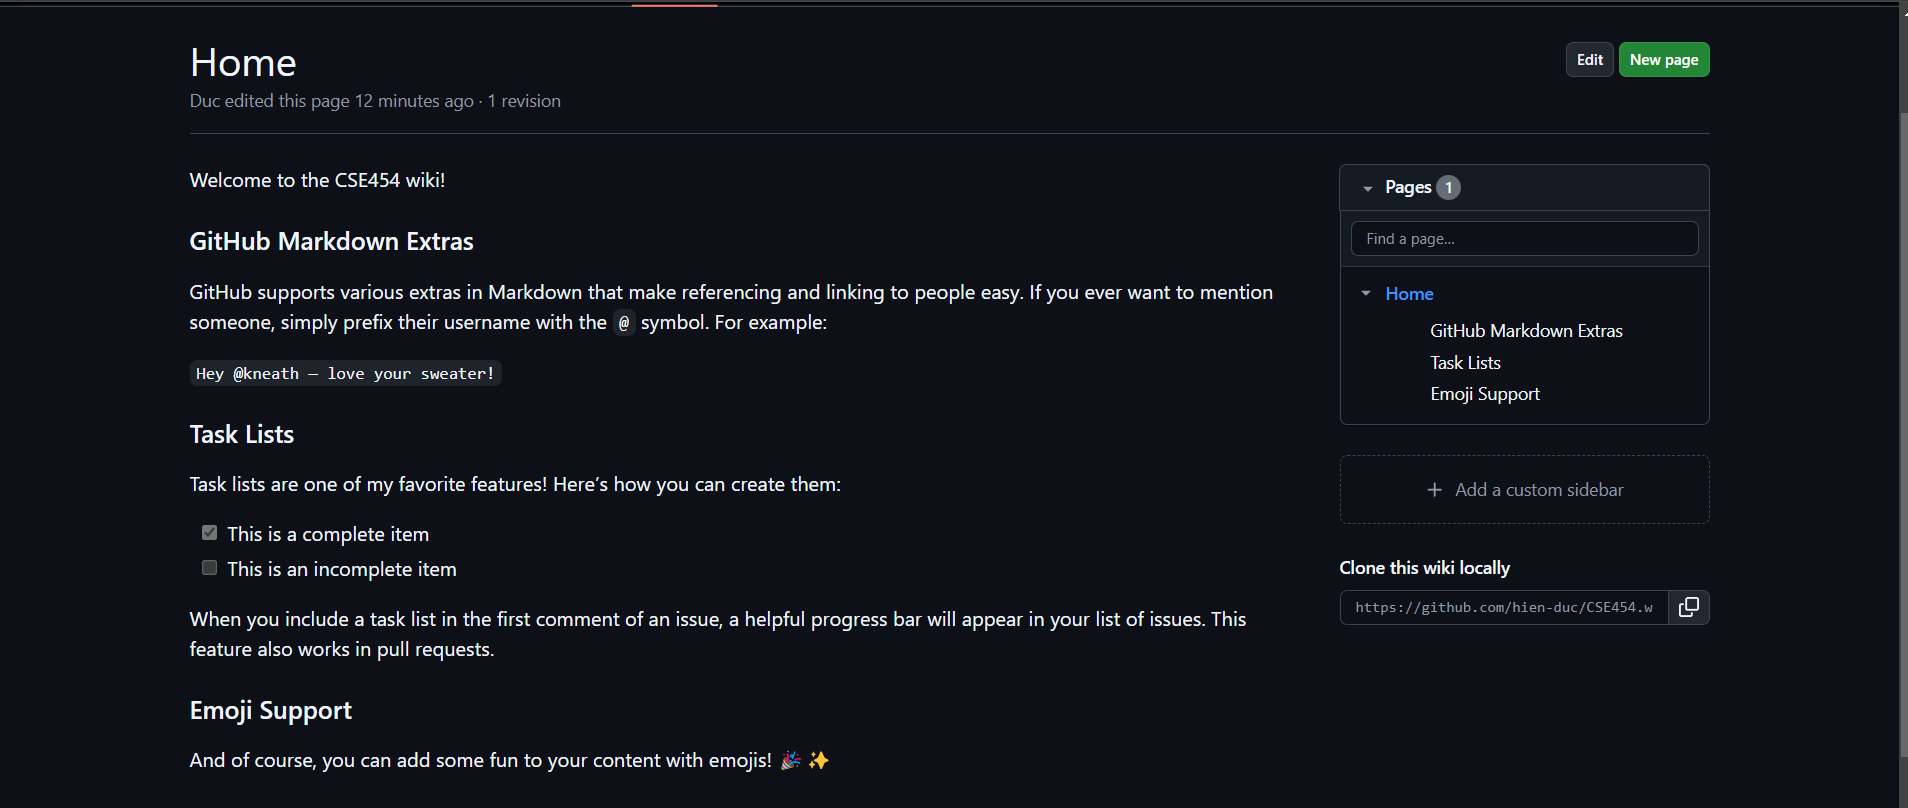 Home
Edit
New page
Duc edited this page 12 minutes ago · 1 revision
Welcome to the CSE454 wiki!
GitHub Markdown Extras
GitHub supports various extras in Markdown that make referencing and linking to people easy. If you ever want to mention
someone, simply prefix their username with the @ symbol. For example:
Hey @kneath — love your sweater!
Task Lists
Task lists are one of my favorite features! Here’s how you can create them:
This is a complete item
This is an incomplete item
When you include a task list in the first comment of an issue, a helpful progress bar will appear in your list of issues. This
feature also works in pull requests.
Emoji Support
And of course, you can add some fun to your content with emojis! 🎉 ✨
Pages 1
Find a page...
Home
GitHub Markdown Extras
Task Lists
Emoji Support
Add a custom sidebar
Clone this wiki locally
https://github.com/hien-duc/CSE454.w